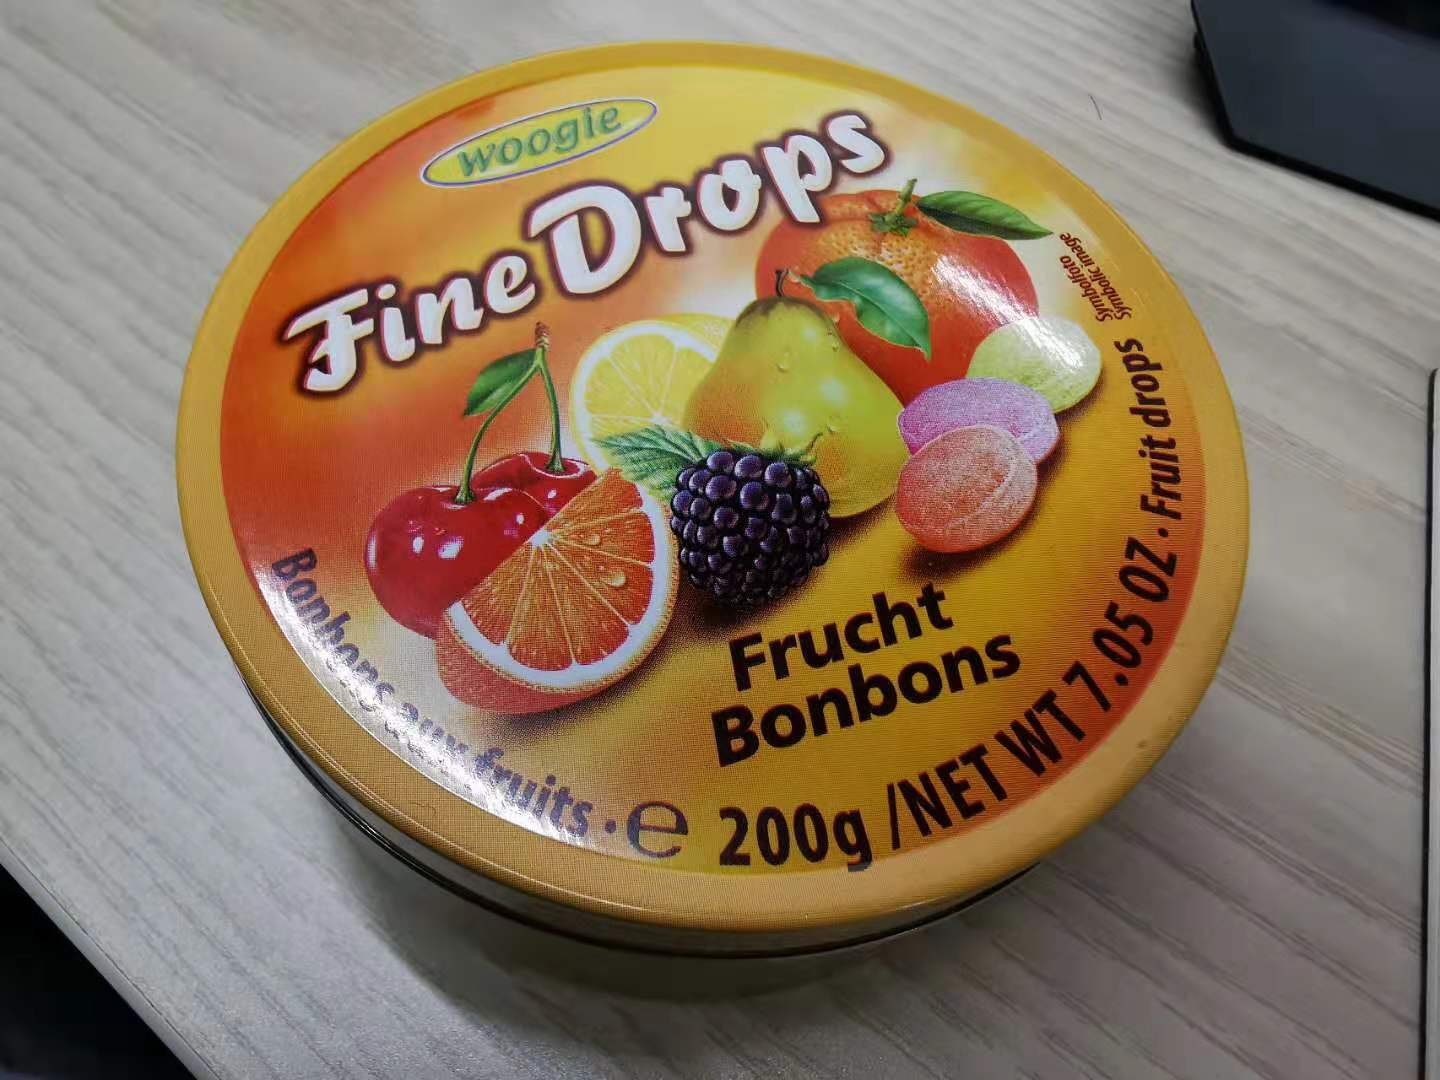 woogie
Fine Drops
Symbolfoto
Symbolic image
Frucht
Bonbons
Bonbons aux fruits · e 200g /NET WT 7.05 OZ · Fruit drops